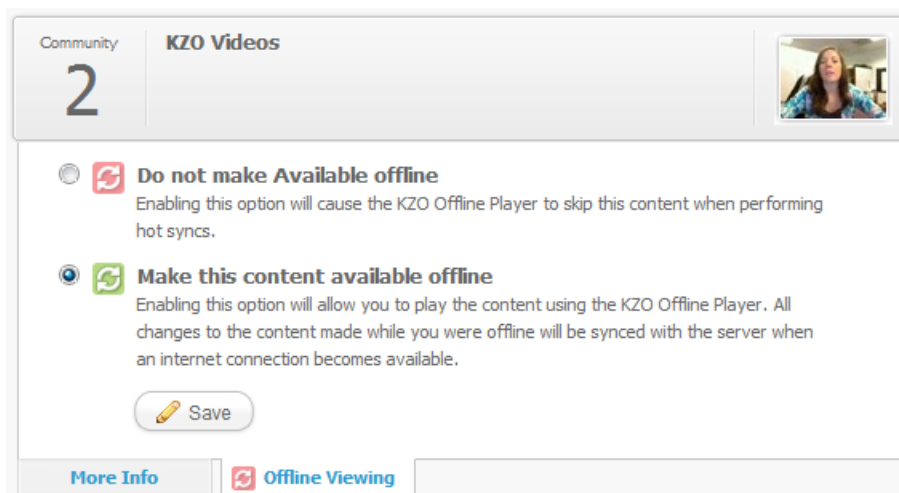 Community
2
KZO Videos
Do not make Available offline
Enabling this option will cause the KZO Offline Player to skip this content when performing
hot syncs.
Make this content available offline
Enabling this option will allow you to play the content using the KZO Offline Player. All
changes to the content made while you were offline will be synced with the server when
an internet connection becomes available.
Save
More Info
Offline Viewing